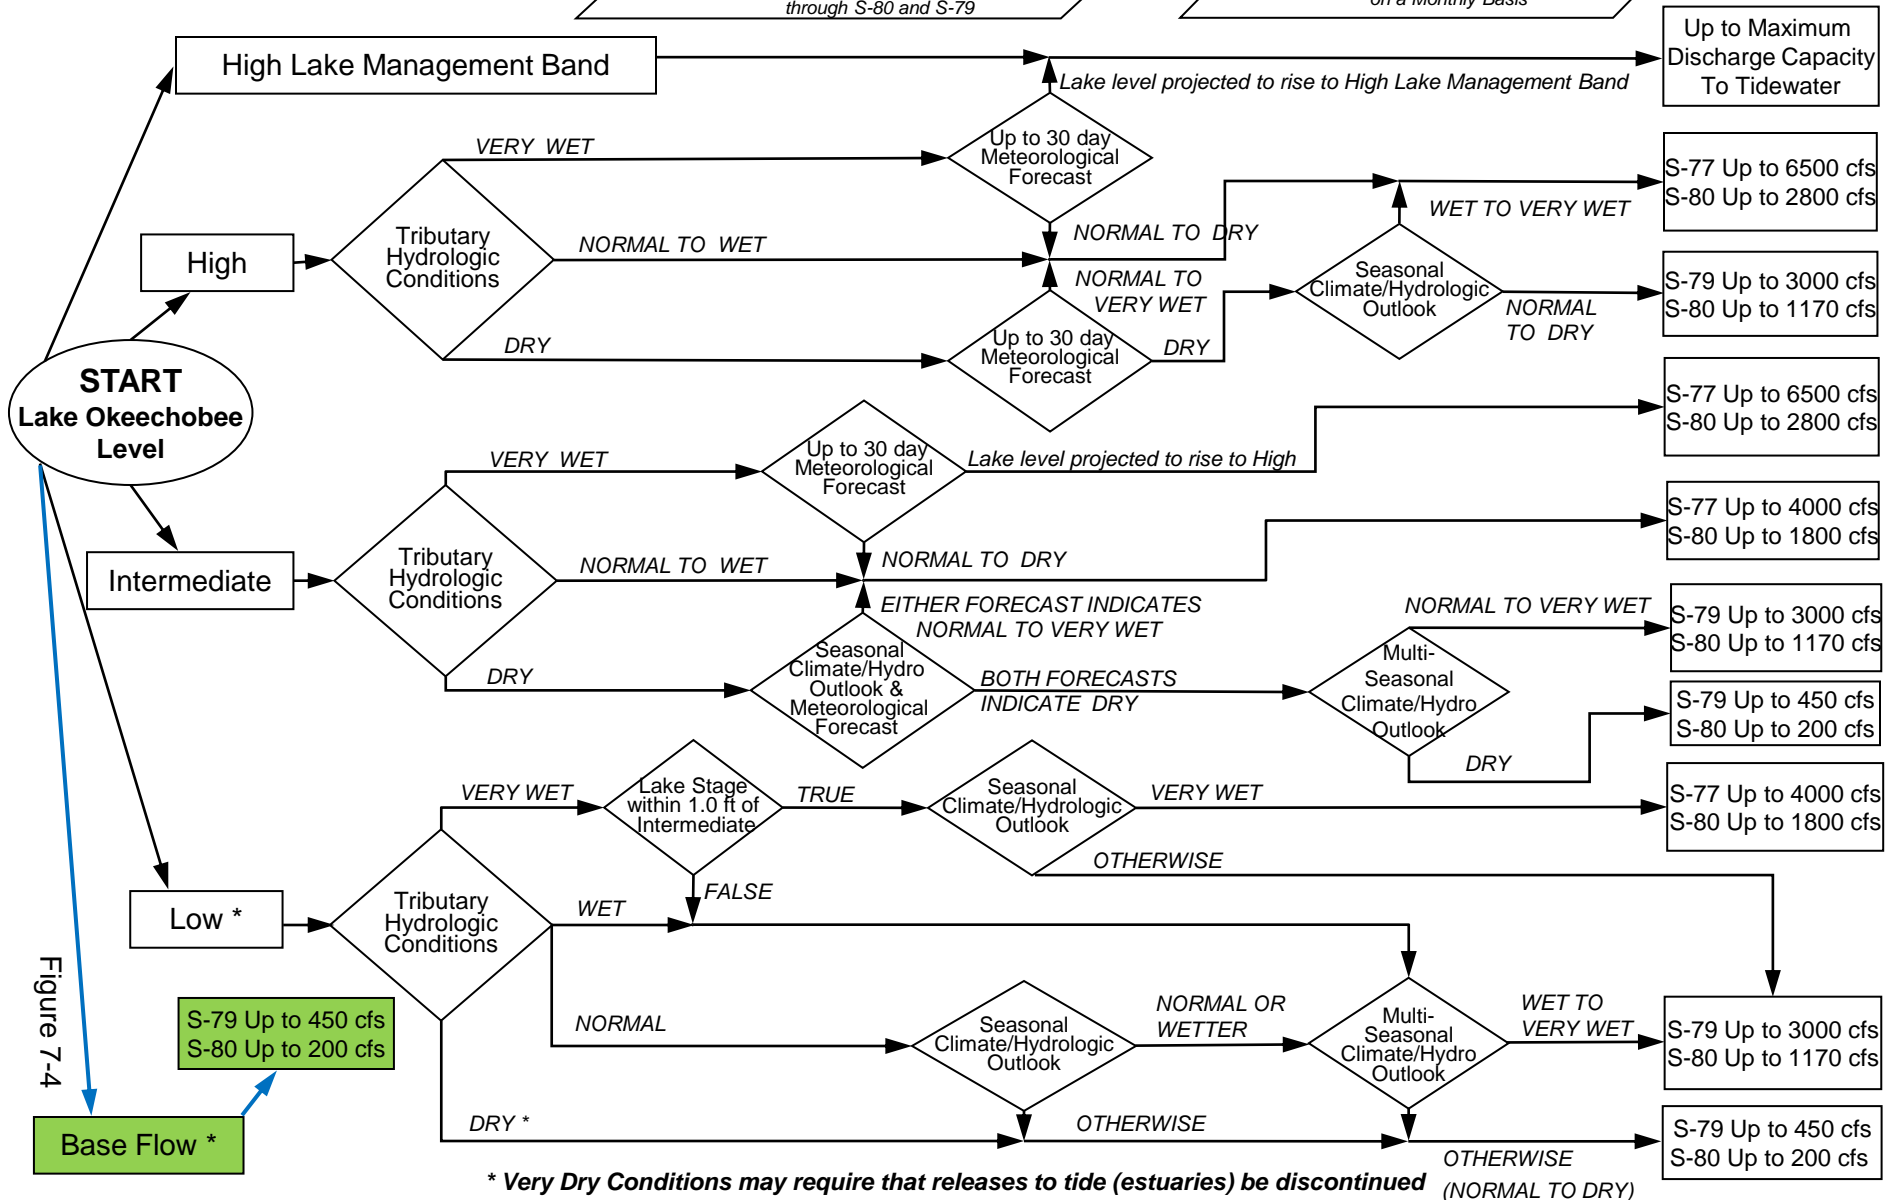 through S-80 and S-79
on a Monthly Basis
Up to Maximum
Discharge Capacity
To Tidewater
High Lake Management Band
Lake level projected to rise to High Lake Management Band
VERY WET
Up to 30 day
Meteorological
Forecast
S-77 Up to 6500 cfs
S-80 Up to 2800 cfs
WET TO VERY WET
High
Tributary
Hydrologic
Conditions
NORMAL TO WET
NORMAL TO DRY
NORMAL TO
VERY WET
Seasonal
Climate/Hydrologic
Outlook
NORMAL
TO DRY
S-79 Up to 3000 cfs
S-80 Up to 1170 cfs
DRY
Up to 30 day
Meteorological
Forecast
DRY
START
Lake Okeechobee
Level
S-77 Up to 6500 cfs
S-80 Up to 2800 cfs
VERY WET
Up to 30 day
Meteorological
Forecast
Lake level projected to rise to High
S-77 Up to 4000 cfs
S-80 Up to 1800 cfs
Intermediate
Tributary
Hydrologic
Conditions
NORMAL TO WET
NORMAL TO DRY
EITHER FORECAST INDICATES
NORMAL TO VERY WET
NORMAL TO VERY WET
S-79 Up to 3000 cfs
S-80 Up to 1170 cfs
DRY
Seasonal
Climate/Hydro
Outlook &
Meteorological
Forecast
BOTH FORECASTS
INDICATE DRY
Multi-
Seasonal
Climate/Hydro
Outlook
DRY
S-79 Up to 450 cfs
S-80 Up to 200 cfs
VERY WET
Lake Stage
within 1.0 ft of
Intermediate
TRUE
Seasonal
Climate/Hydrologic
Outlook
VERY WET
S-77 Up to 4000 cfs
S-80 Up to 1800 cfs
OTHERWISE
FALSE
Low *
Tributary
Hydrologic
Conditions
WET
NORMAL
Seasonal
Climate/Hydrologic
Outlook
NORMAL OR
WETTER
Multi-
Seasonal
Climate/Hydro
Outlook
WET TO
VERY WET
S-79 Up to 3000 cfs
S-80 Up to 1170 cfs
Figure 7-4
S-79 Up to 450 cfs
S-80 Up to 200 cfs
Base Flow *
DRY *
OTHERWISE
S-79 Up to 450 cfs
S-80 Up to 200 cfs
OTHERWISE
(NORMAL TO DRY)
* Very Dry Conditions may require that releases to tide (estuaries) be discontinued